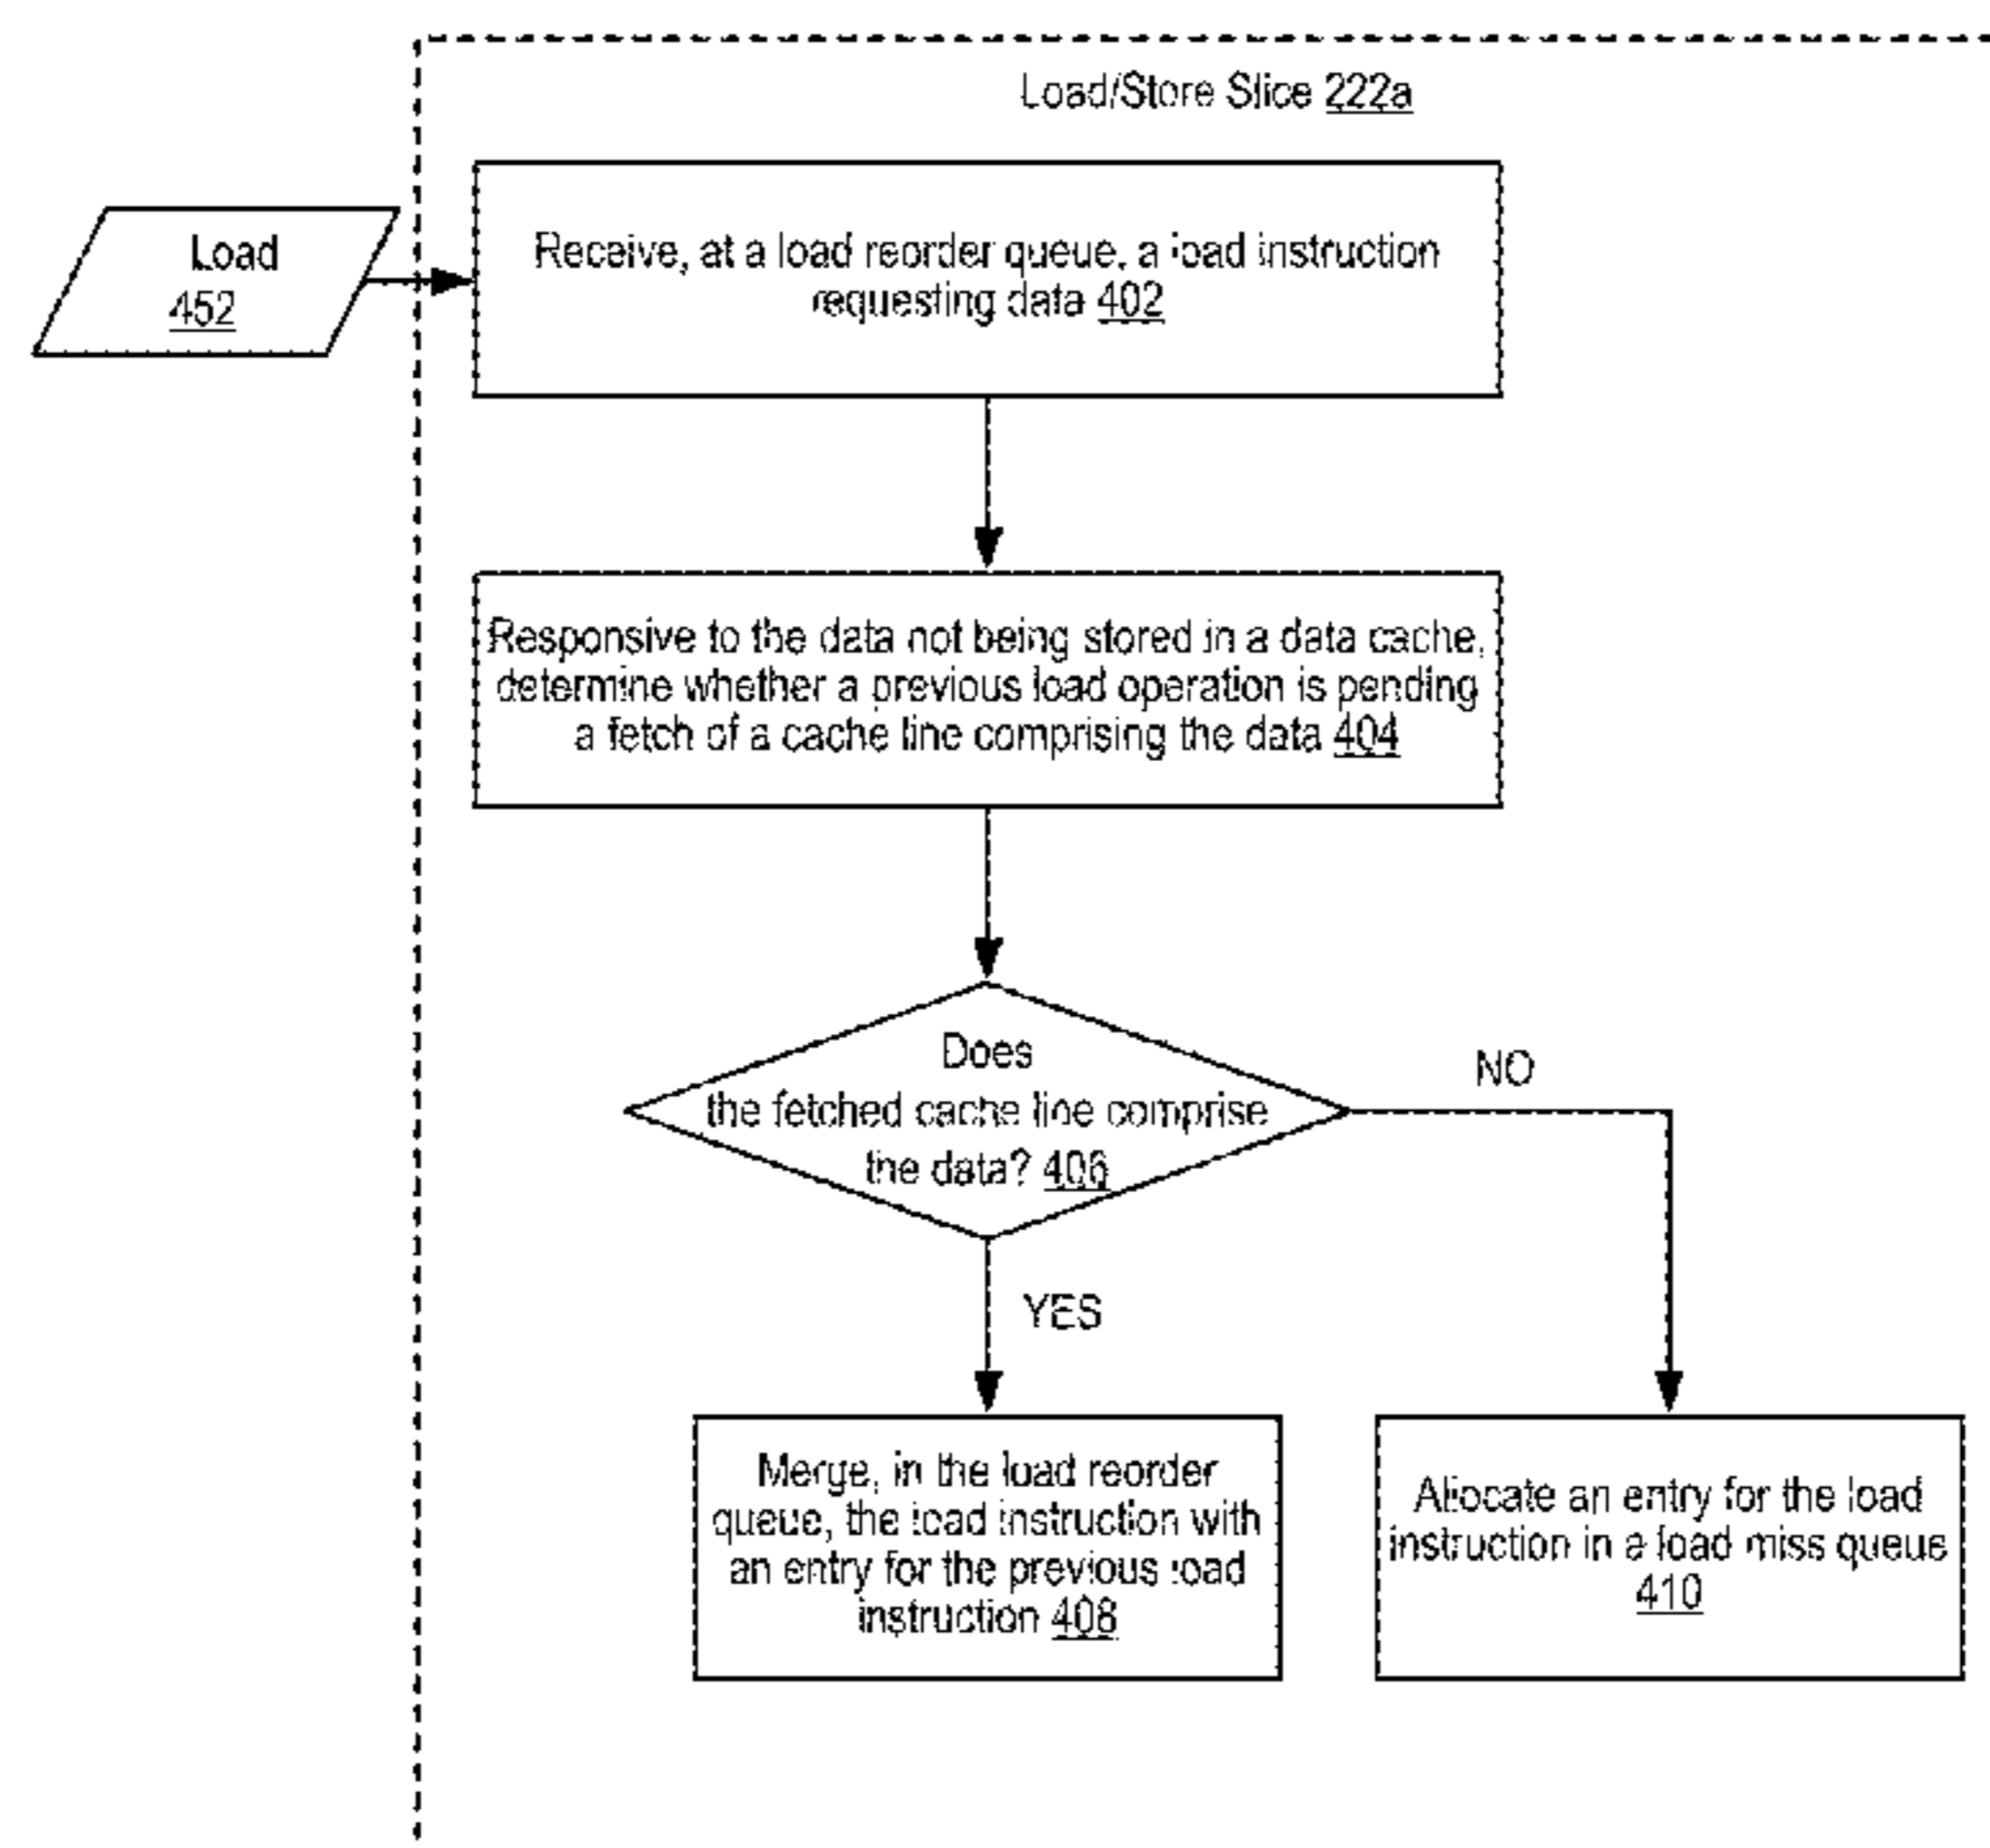 Load/Store Slice 222a
Load
452
Receive, at a load reorder queue, a load instruction
requesting data 402
Responsive to the data not being stored in a data cache,
determine whether a previous load operation is pending
a fetch of a cache line comprising the data 404
Does
the fetched cache line comprise
the data? 406
NO
YES
Merge, in the load reorder
queue, the load instruction with
an entry for the previous load
instruction 408
Allocate an entry for the load
instruction in a load miss queue
410